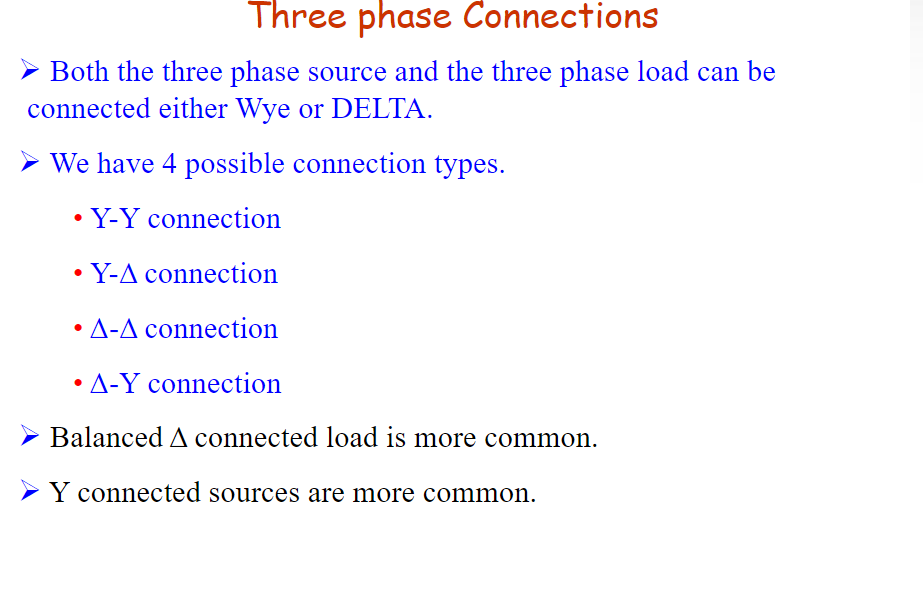 Three phase Connections
➢ Both the three phase source and the three phase load can be
connected either Wye or DELTA.
➢ We have 4 possible connection types.
• Y-Y connection
• Y-Δ connection
• Δ-Δ connection
• Δ-Y connection
➢ Balanced Δ connected load is more common.
➢ Y connected sources are more common.